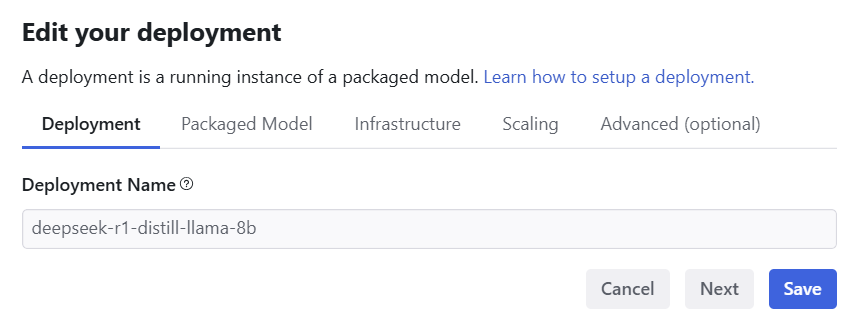 Edit your deployment
A deployment is a running instance of a packaged model. Learn how to setup a deployment.
Deployment Packaged Model Infrastructure Scaling Advanced (optional)
Deployment Name ?
deepseek-r1-distill-llama-8b
Cancel Next Save